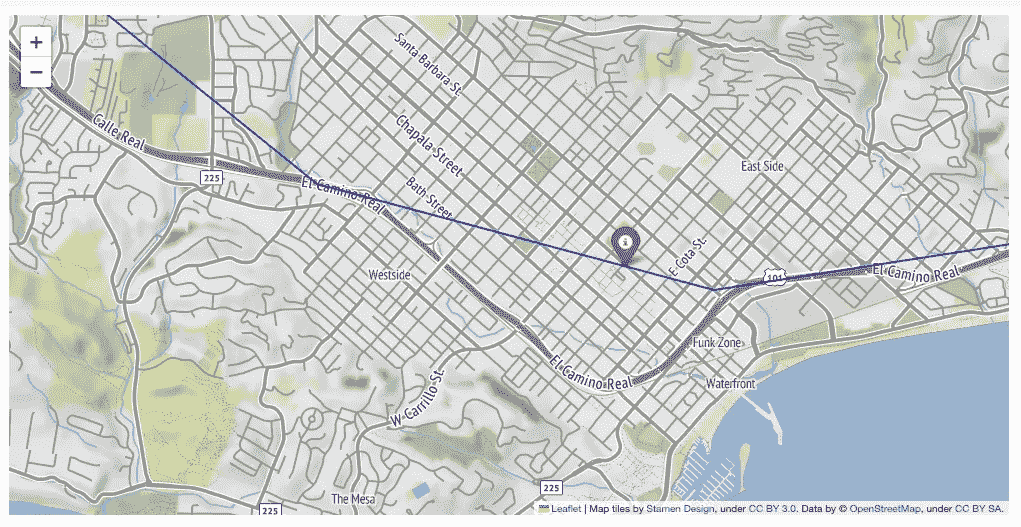 +
−
Santa Barbara St.
Calle Real
Chapala Street
East Side
225
El Camino Real
Bath Street
E Cota St.
Westside
101
El Camino Real
Funk Zone
El Camino Real
Waterfront
W Carrillo St.
225
The Mesa
225
Leaflet | Map tiles by Stamen Design, under CC BY 3.0. Data by © OpenStreetMap, under CC BY SA.